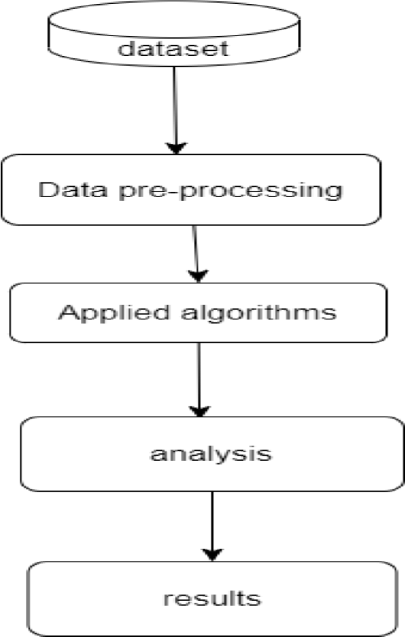 dataset
Data pre-processing
Applied algorithms
analysis
results